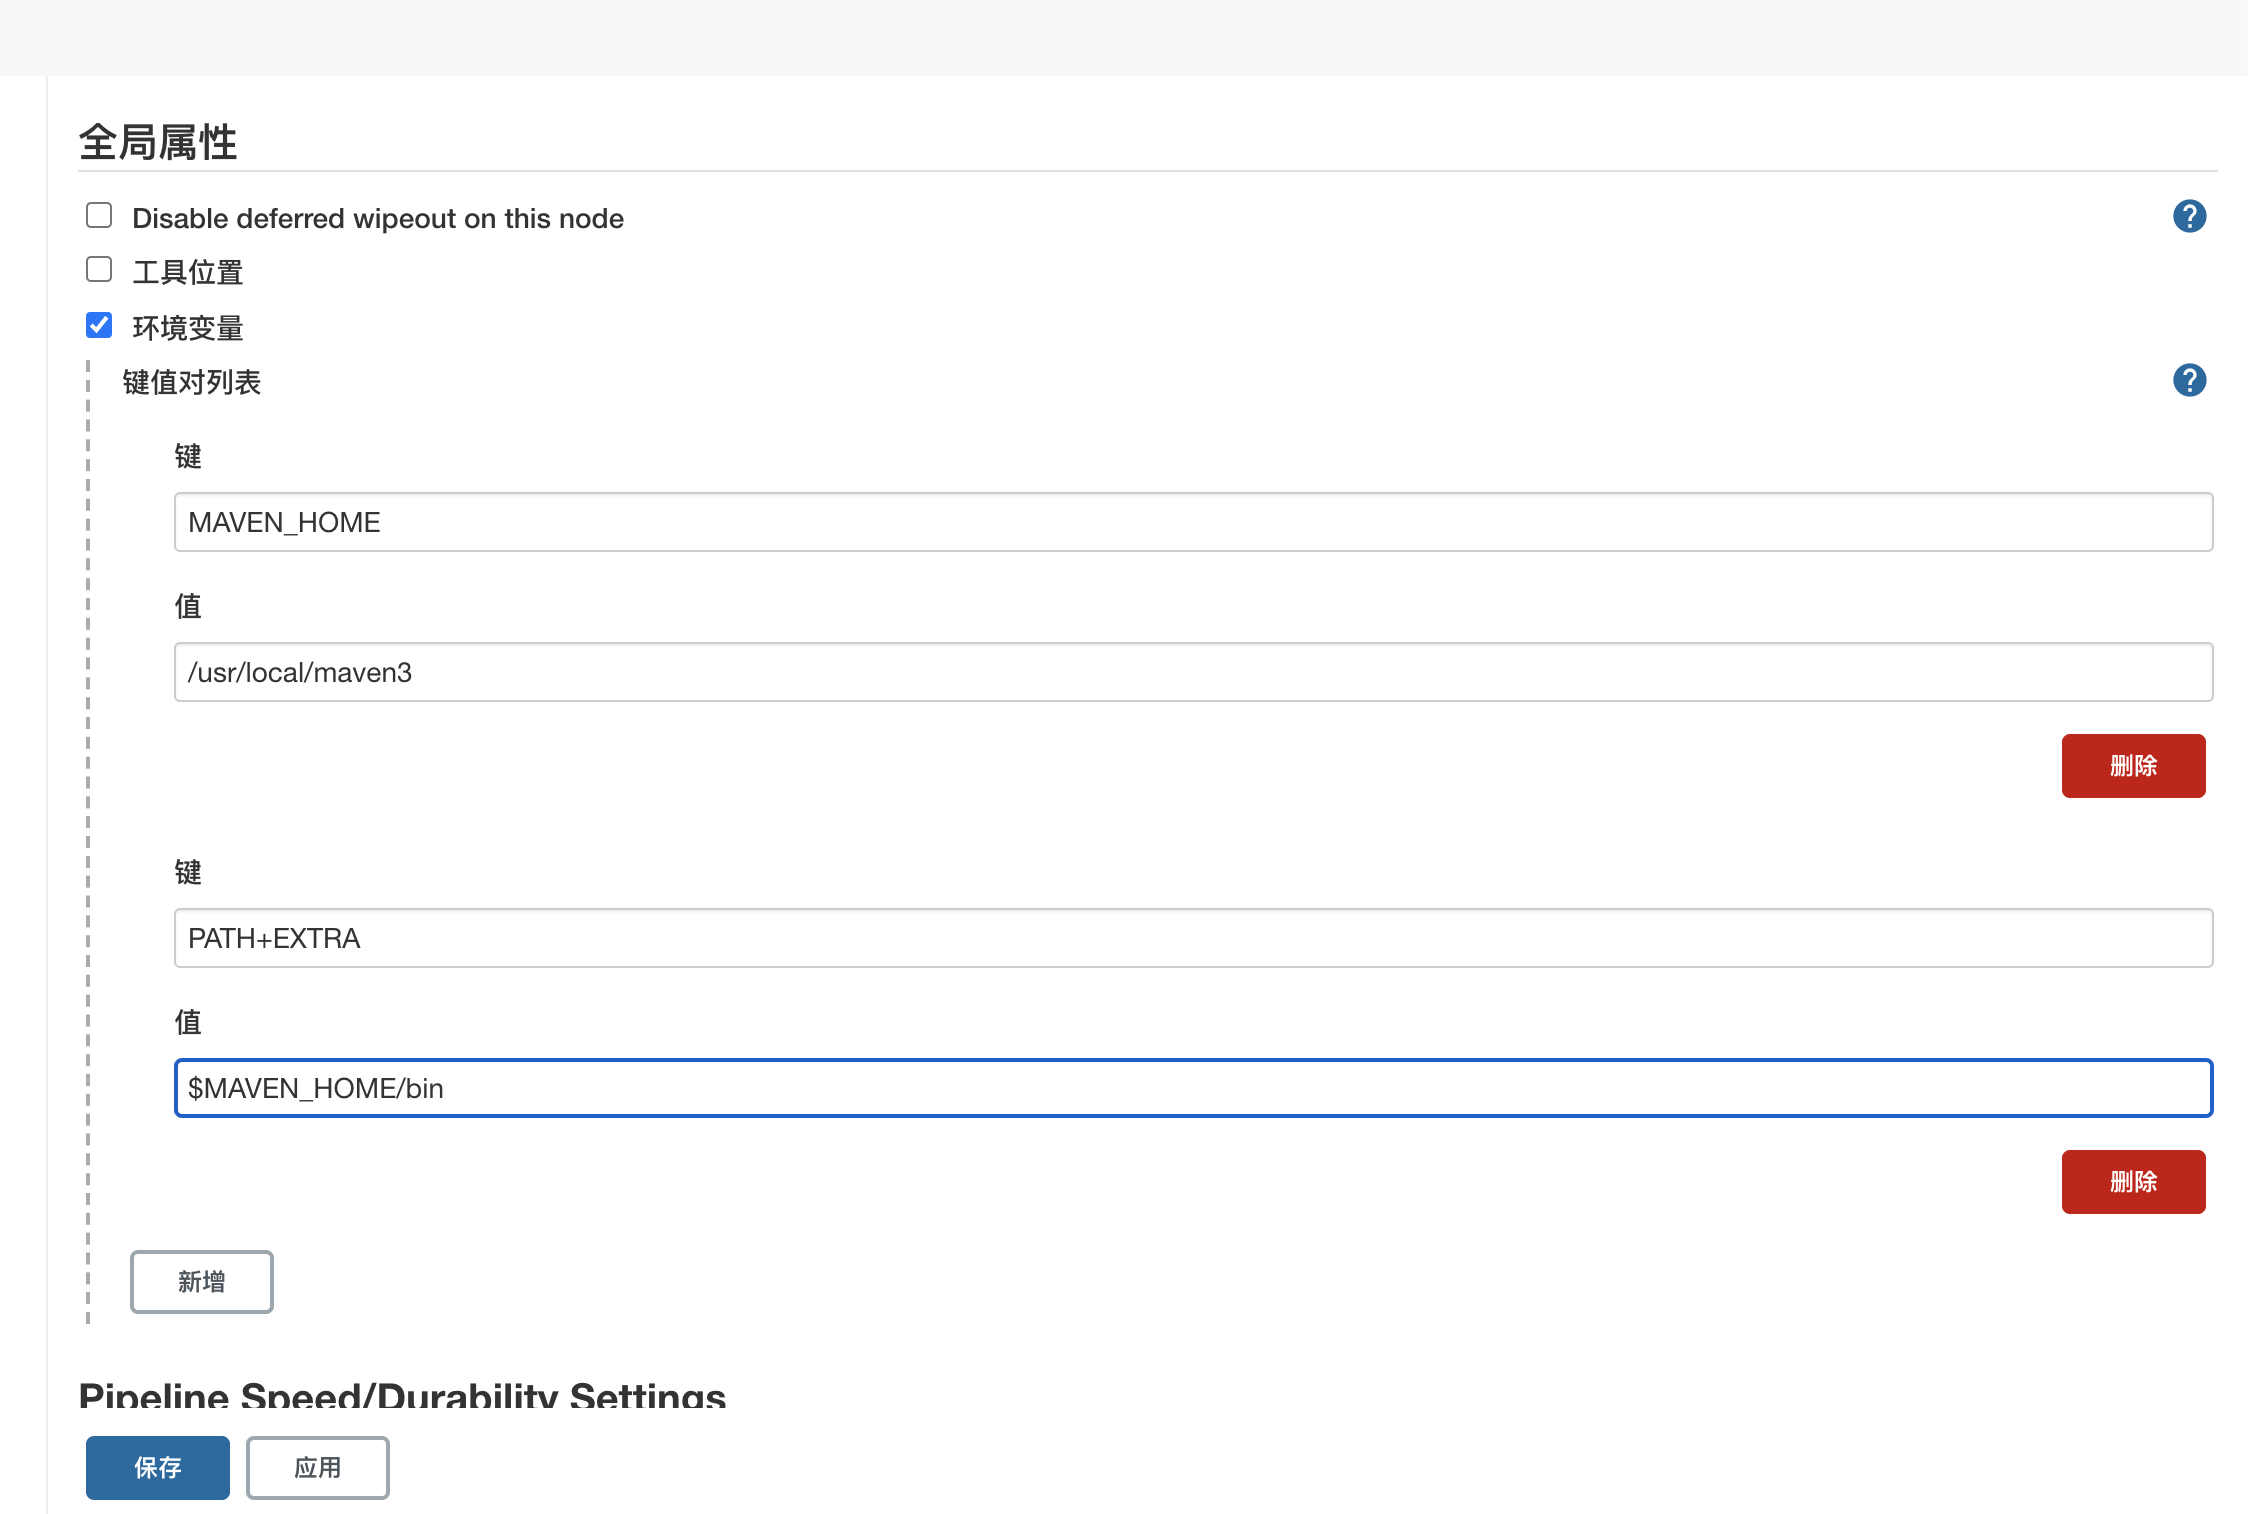 全局属性
Disable deferred wipeout on this node
?
工具位置
环境变量
键值对列表
?
键
MAVEN_HOME
值
/usr/local/maven3
删除
键
PATH+EXTRA
值
$MAVEN_HOME/bin
删除
新增
Pipeline Speed/Durability Settings
保存
应用